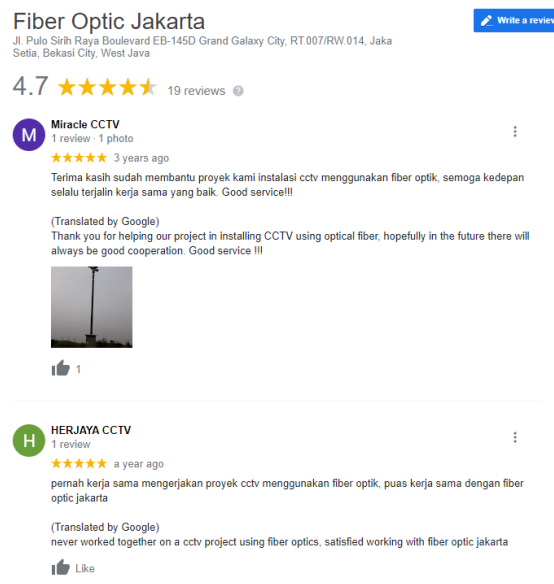 Fiber Optic Jakarta
Write a review
Jl. Pulo Sirih Raya Boulevard EB-145D Grand Galaxy City, RT.007/RW.014, Jaka
Setia, Bekasi City, West Java
4.7 19 reviews
M
Miracle CCTV
1 review · 1 photo
3 years ago
Terima kasih sudah membantu proyek kami instalasi cctv menggunakan fiber optik, semoga kedepan
selalu terjalin kerja sama yang baik. Good service!!!
(Translated by Google)
Thank you for helping our project in installing CCTV using optical fiber, hopefully in the future there will
always be good cooperation. Good service !!!
1
H
HERJAYA CCTV
1 review
a year ago
pernah kerja sama mengerjakan proyek cctv menggunakan fiber optik, puas kerja sama dengan fiber
optic jakarta
(Translated by Google)
never worked together on a cctv project using fiber optics, satisfied working with fiber optic jakarta
Like